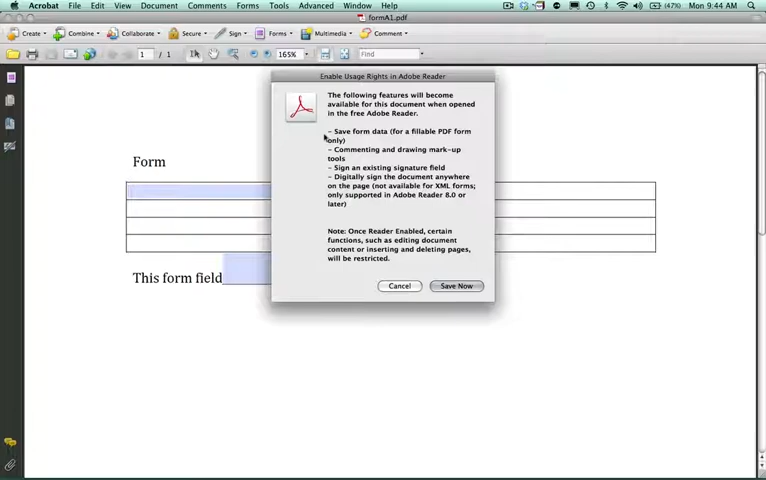 Acrobat File Edit View Document Comments Forms Tools Advanced Window Help (47%) Mon 9:44 AM
formA1.pdf
Create Combine Collaborate Secure Sign Forms Multimedia Comment
1 / 1 165% Find
Enable Usage Rights in Adobe Reader
The following features will become
available for this document when opened
in the free Adobe Reader.
- Save form data (for a fillable PDF form
only)
- Commenting and drawing mark-up
tools
- Sign an existing signature field
- Digitally sign the document anywhere
on the page (not available for XML forms;
only supported in Adobe Reader 8.0 or
later)
Note: Once Reader Enabled, certain
functions, such as editing document
content or inserting and deleting pages,
will be restricted.
Cancel Save Now
Form
This form field